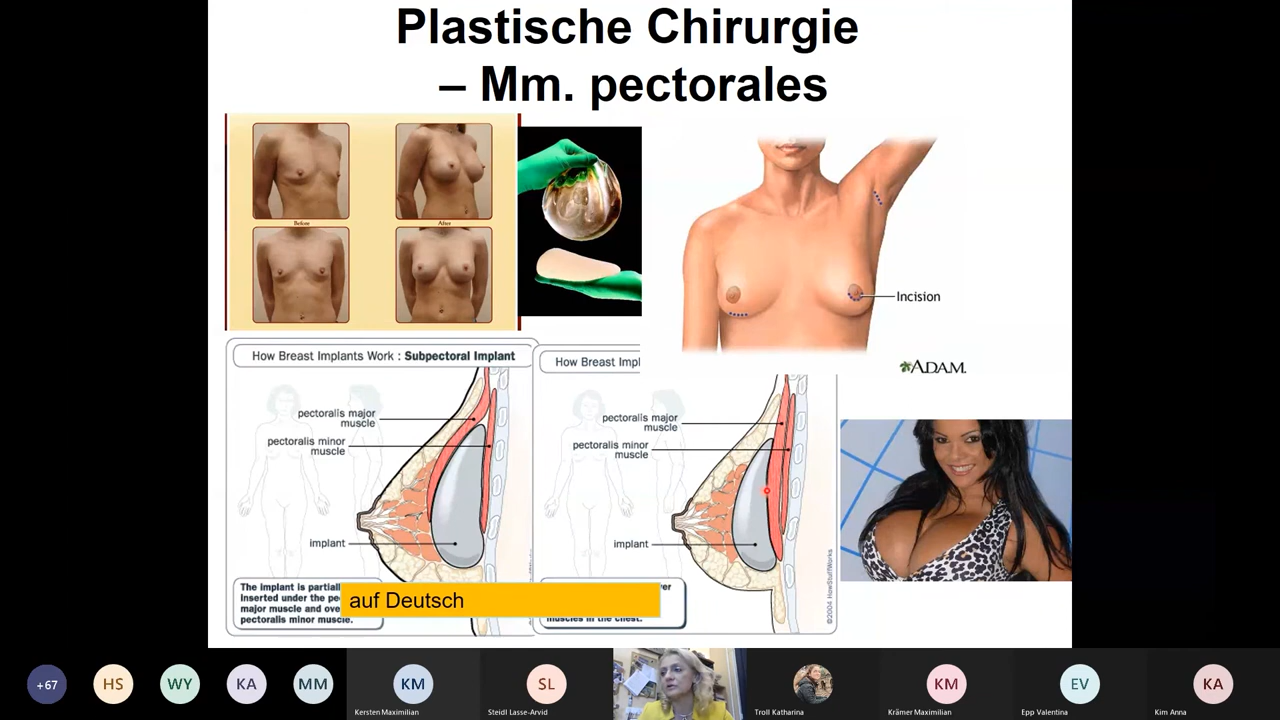 Plastische Chirurgie
– Mm. pectorales
Before
After
Incision
A.D.A.M.
How Breast Implants Work : Subpectoral Implant
pectoralis major
muscle
pectoralis minor
muscle
implant
The implant is partial
inserted under the pe
major muscle and ove
pectoralis minor muscle.
How Breast Impl
pectoralis major
muscle
pectoralis minor
muscle
implant
muscles in the chest.
©2004 HowStuffWorks
auf Deutsch
+67
HS
WY
KA
MM
KM
Kersten Maximilian
SL
Steidl Lasse-Arvid
Troll Katharina
KM
Krämer Maximilian
EV
Epp Valentina
KA
Kim Anna